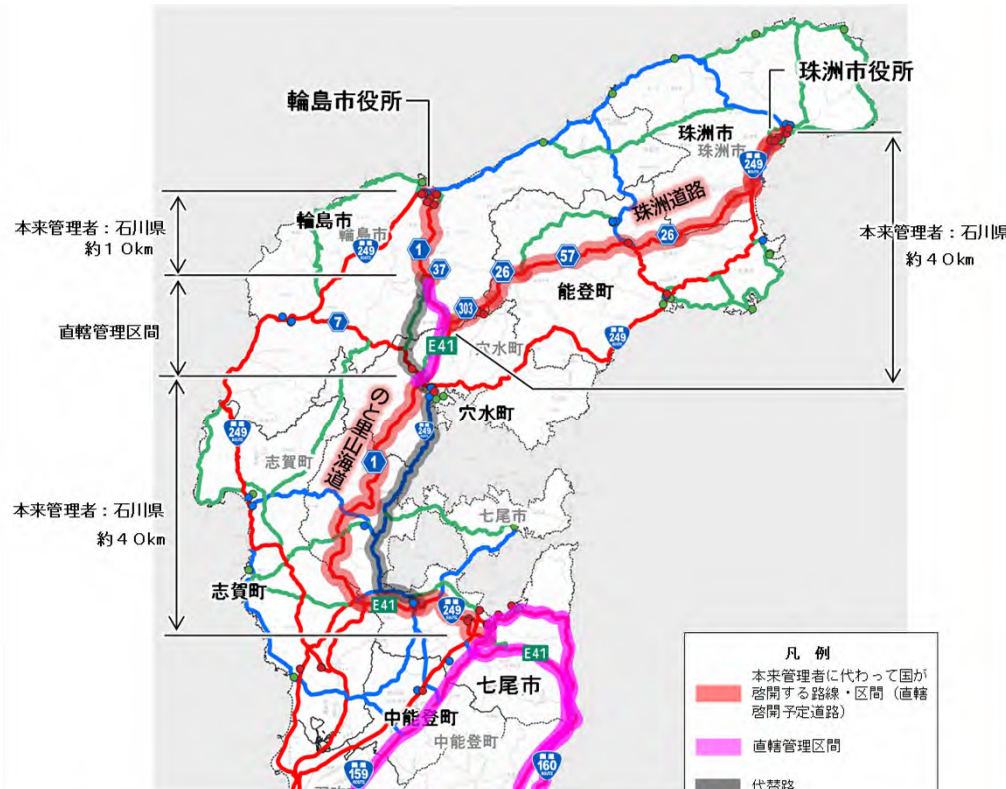 輪島市役所
珠洲市役所
珠洲市
珠洲市
249
珠洲道路
本来管理者：石川県
約10km
輪島市
輪島市
249
1
37
26
57
26
本来管理者：石川県
約40km
能登町
303
直轄管理区間
7
E41
穴水町
249
穴水町
のと里山海道
249
249
1
志賀町
七尾市
本来管理者：石川県
約40km
志賀町
E41
249
E41
七尾市
中能登町
中能登町
159
160
凡 例
本来管理者に代わって国が
啓開する路線・区間（直轄
啓開予定道路）
直轄管理区間
代替路